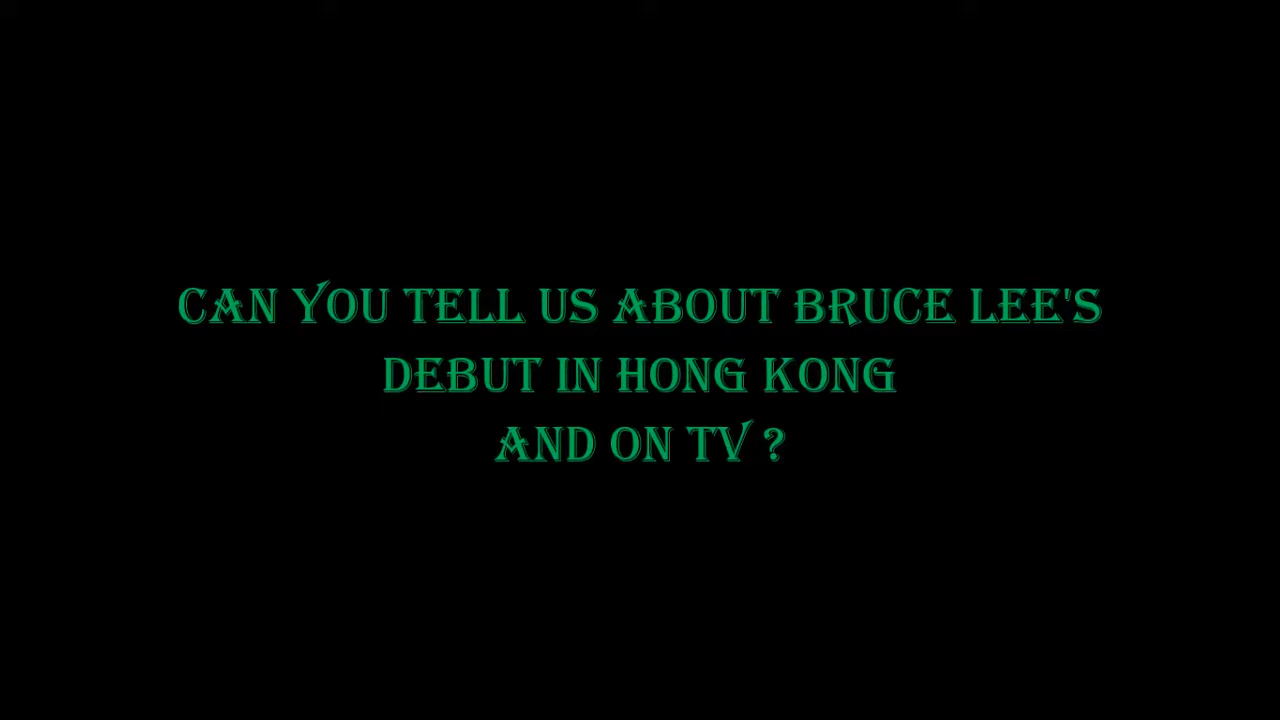 CAN YOU TELL US ABOUT BRUCE LEE'S
DEBUT IN HONG KONG
AND ON TV ?